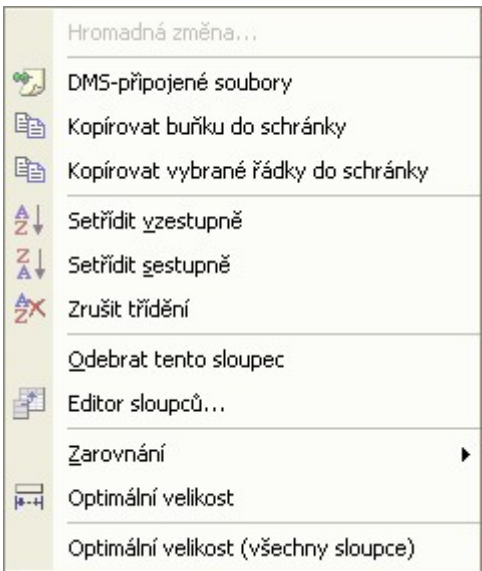 Hromadná změna...
DMS-připojené soubory
Kopírovat buňku do schránky
Kopírovat vybrané řádky do schránky
Setřídit vzestupně
Setřídit sestupně
Zrušit třídění
Odebrat tento sloupec
Editor sloupců...
Zarovnání
Optimální velikost
Optimální velikost (všechny sloupce)